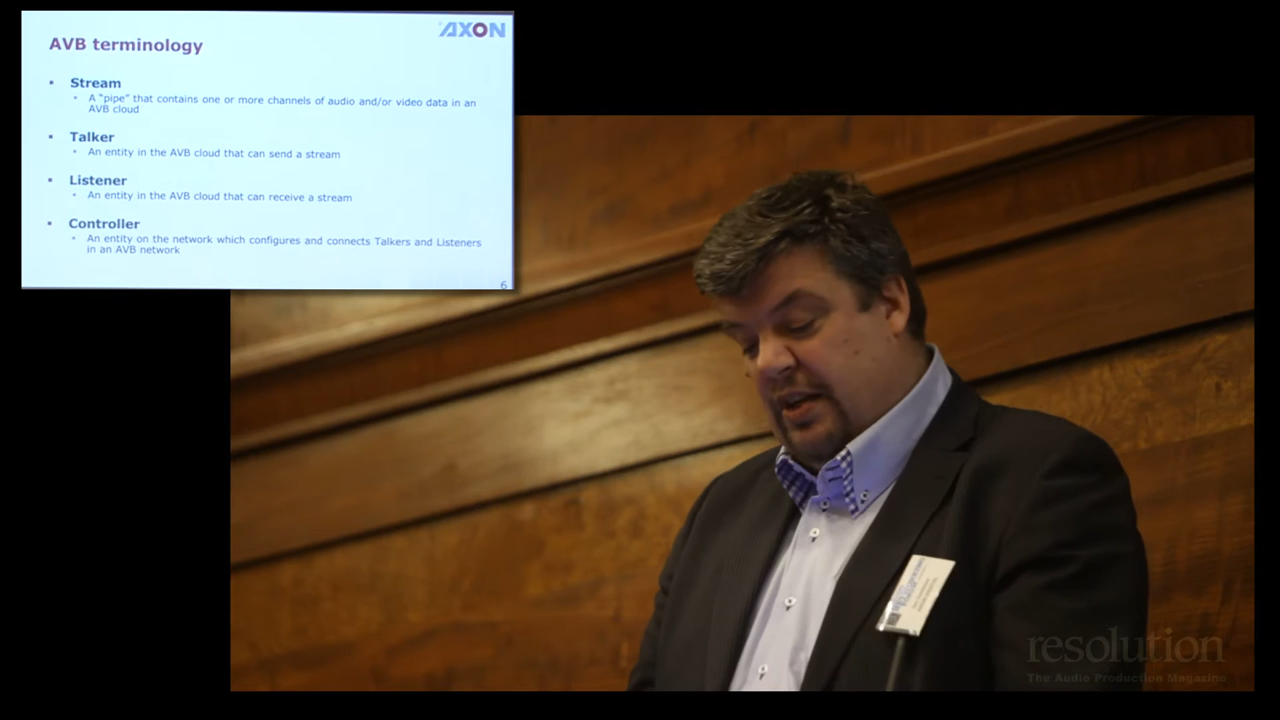 AXON
AVB terminology
Stream
A "pipe" that contains one or more channels of audio and/or video data in an
AVB cloud
Talker
An entity in the AVB cloud that can send a stream
Listener
An entity in the AVB cloud that can receive a stream
Controller
An entity on the network which configures and connects Talkers and Listeners
in an AVB network
6
resolution
The Audio Production Magazine